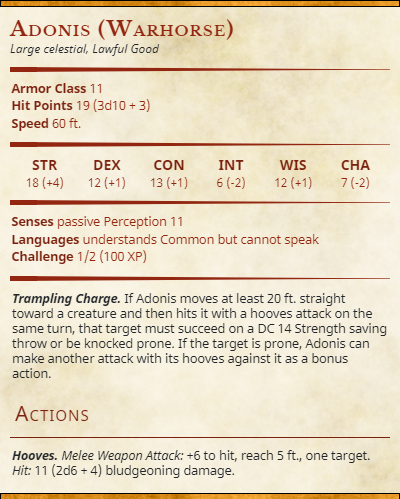 Adonis (Warhorse)
Large celestial, Lawful Good
Armor Class 11
Hit Points 19 (3d10 + 3)
Speed 60 ft.
STR DEX CON INT WIS CHA
18 (+4) 12 (+1) 13 (+1) 6 (-2) 12 (+1) 7 (-2)
Senses passive Perception 11
Languages understands Common but cannot speak
Challenge 1/2 (100 XP)
Trampling Charge. If Adonis moves at least 20 ft. straight
toward a creature and then hits it with a hooves attack on the
same turn, that target must succeed on a DC 14 Strength saving
throw or be knocked prone. If the target is prone, Adonis can
make another attack with its hooves against it as a bonus
action.
Actions
Hooves. Melee Weapon Attack: +6 to hit, reach 5 ft., one target.
Hit: 11 (2d6 + 4) bludgeoning damage.